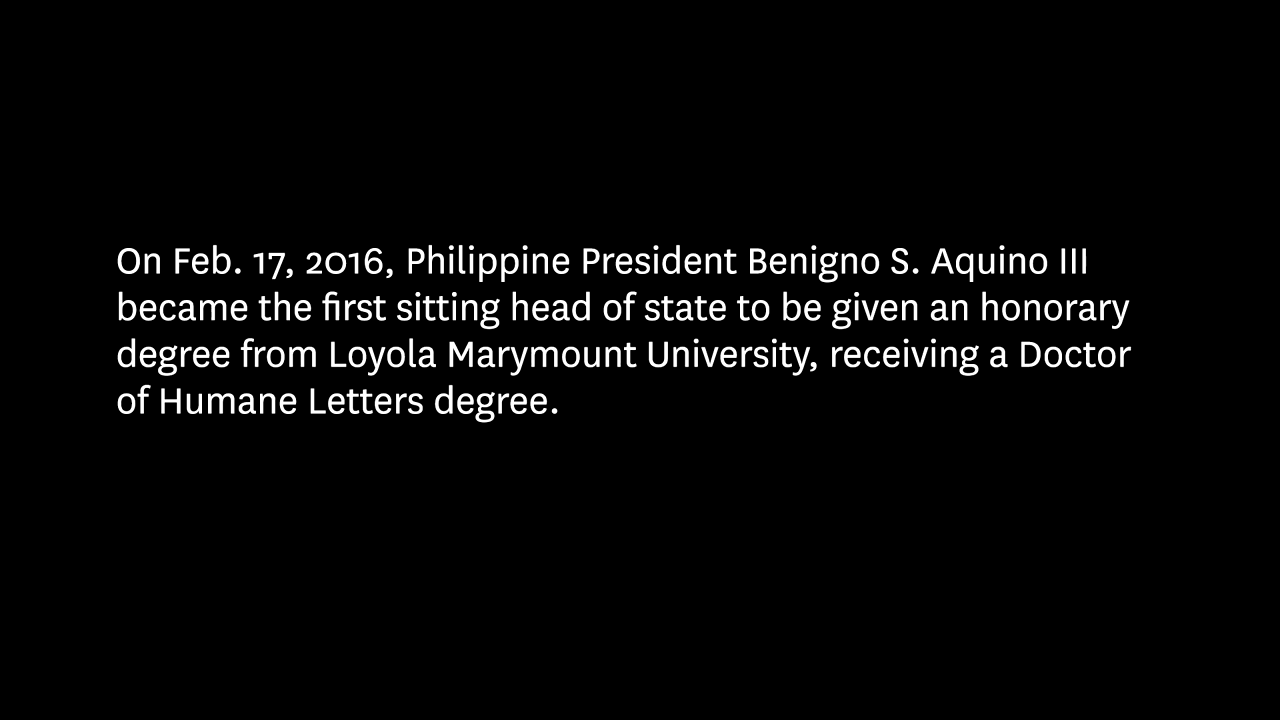 On Feb. 17, 2016, Philippine President Benigno S. Aquino III
became the first sitting head of state to be given an honorary
degree from Loyola Marymount University, receiving a Doctor
of Humane Letters degree.